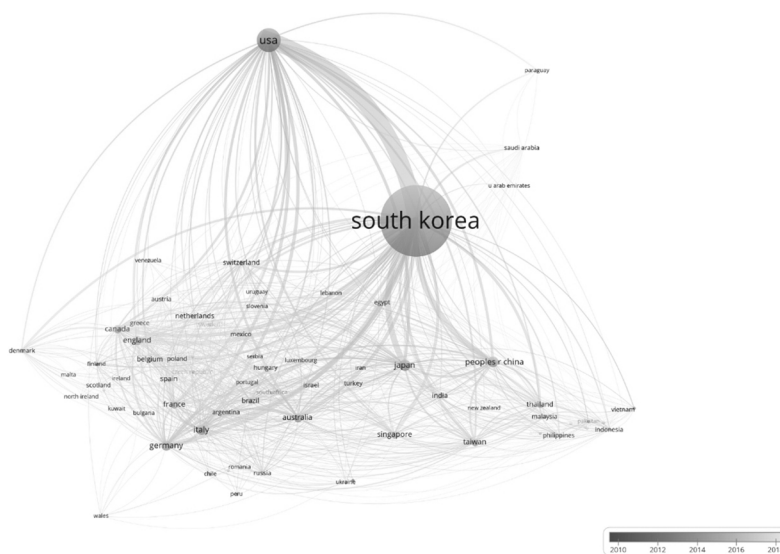 usa
paraguay
saudi arabia
u arab emirates
south korea
venezuela
switzerland
austria
uruguay
lebanon
slovenia
egypt
netherlands
greece
canada
england
mexico
denmark
belgium
poland
serbia
luxembourg
finland
hungary
iran
japan
peoples r china
malta
ireland
spain
scotland
portugal
israel
turkey
north ireland
brazil
india
kuwait
bulgaria
france
argentina
new zealand
thailand
vietnam
australia
malaysia
italy
indonesia
singapore
philippines
germany
taiwan
romania
chile
russia
peru
ukraine
wales
2010 2012 2014 2016